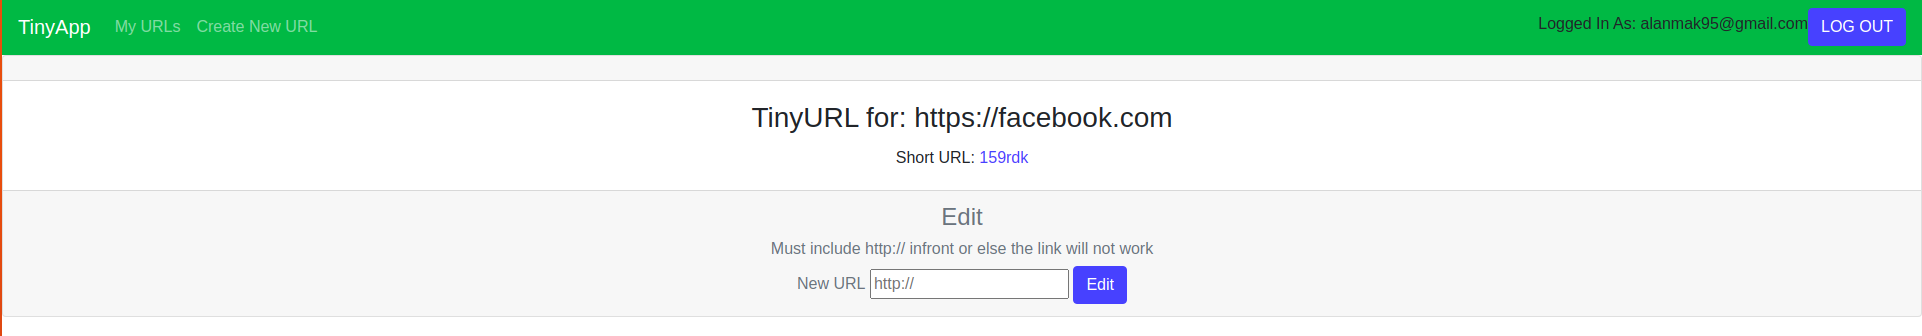 TinyApp My URLs Create New URL Logged In As: alanmak95@gmail.com LOG OUT
TinyURL for: https://facebook.com
Short URL: 159rdk
Edit
Must include http:// infront or else the link will not work
New URL http:// Edit